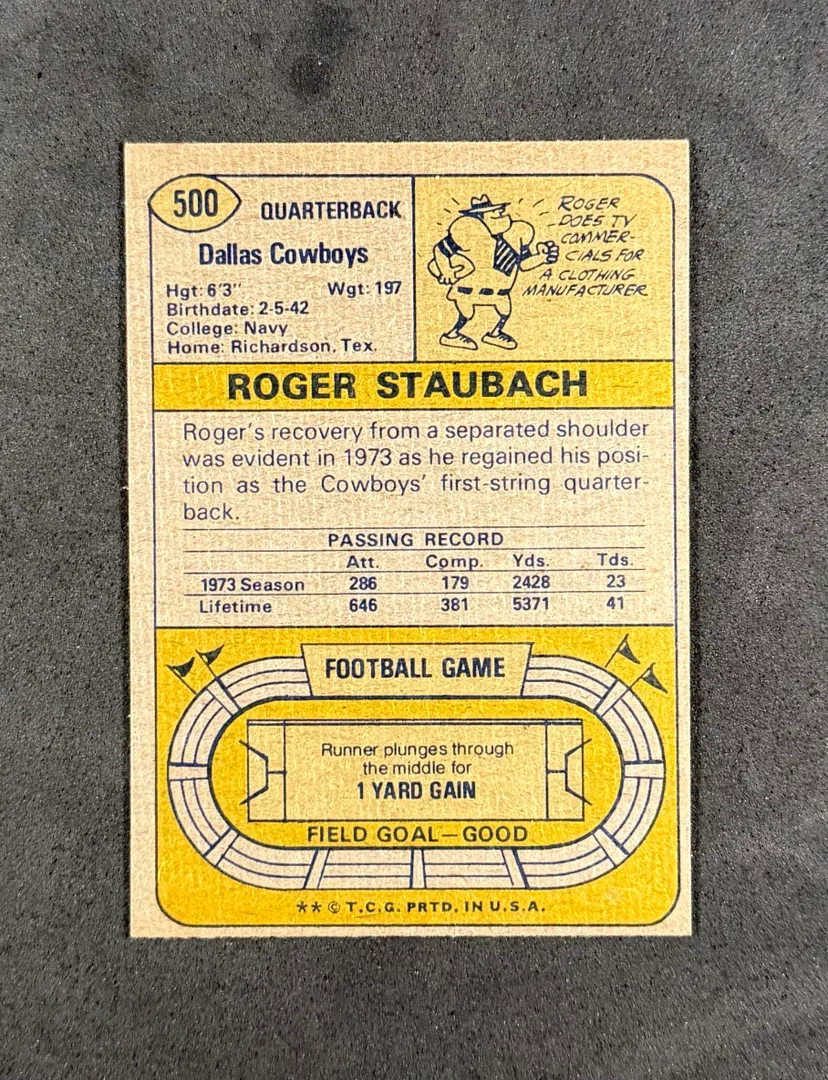 500
QUARTERBACK
Dallas Cowboys
Hgt: 6'3" Wgt: 197
Birthdate: 2-5-42
College: Navy
Home: Richardson, Tex.
ROGER
DOES TV
COMMER-
CIALS FOR
A CLOTHING
MANUFACTURER
ROGER STAUBACH
Roger's recovery from a separated shoulder
was evident in 1973 as he regained his posi-
tion as the Cowboys' first-string quarter-
back.
PASSING RECORD
Att. Comp. Yds. Tds.
1973 Season 286 179 2428 23
Lifetime 646 381 5371 41
FOOTBALL GAME
Runner plunges through
the middle for
1 YARD GAIN
FIELD GOAL—GOOD
** © T.C.G. PRTD. IN U.S.A.